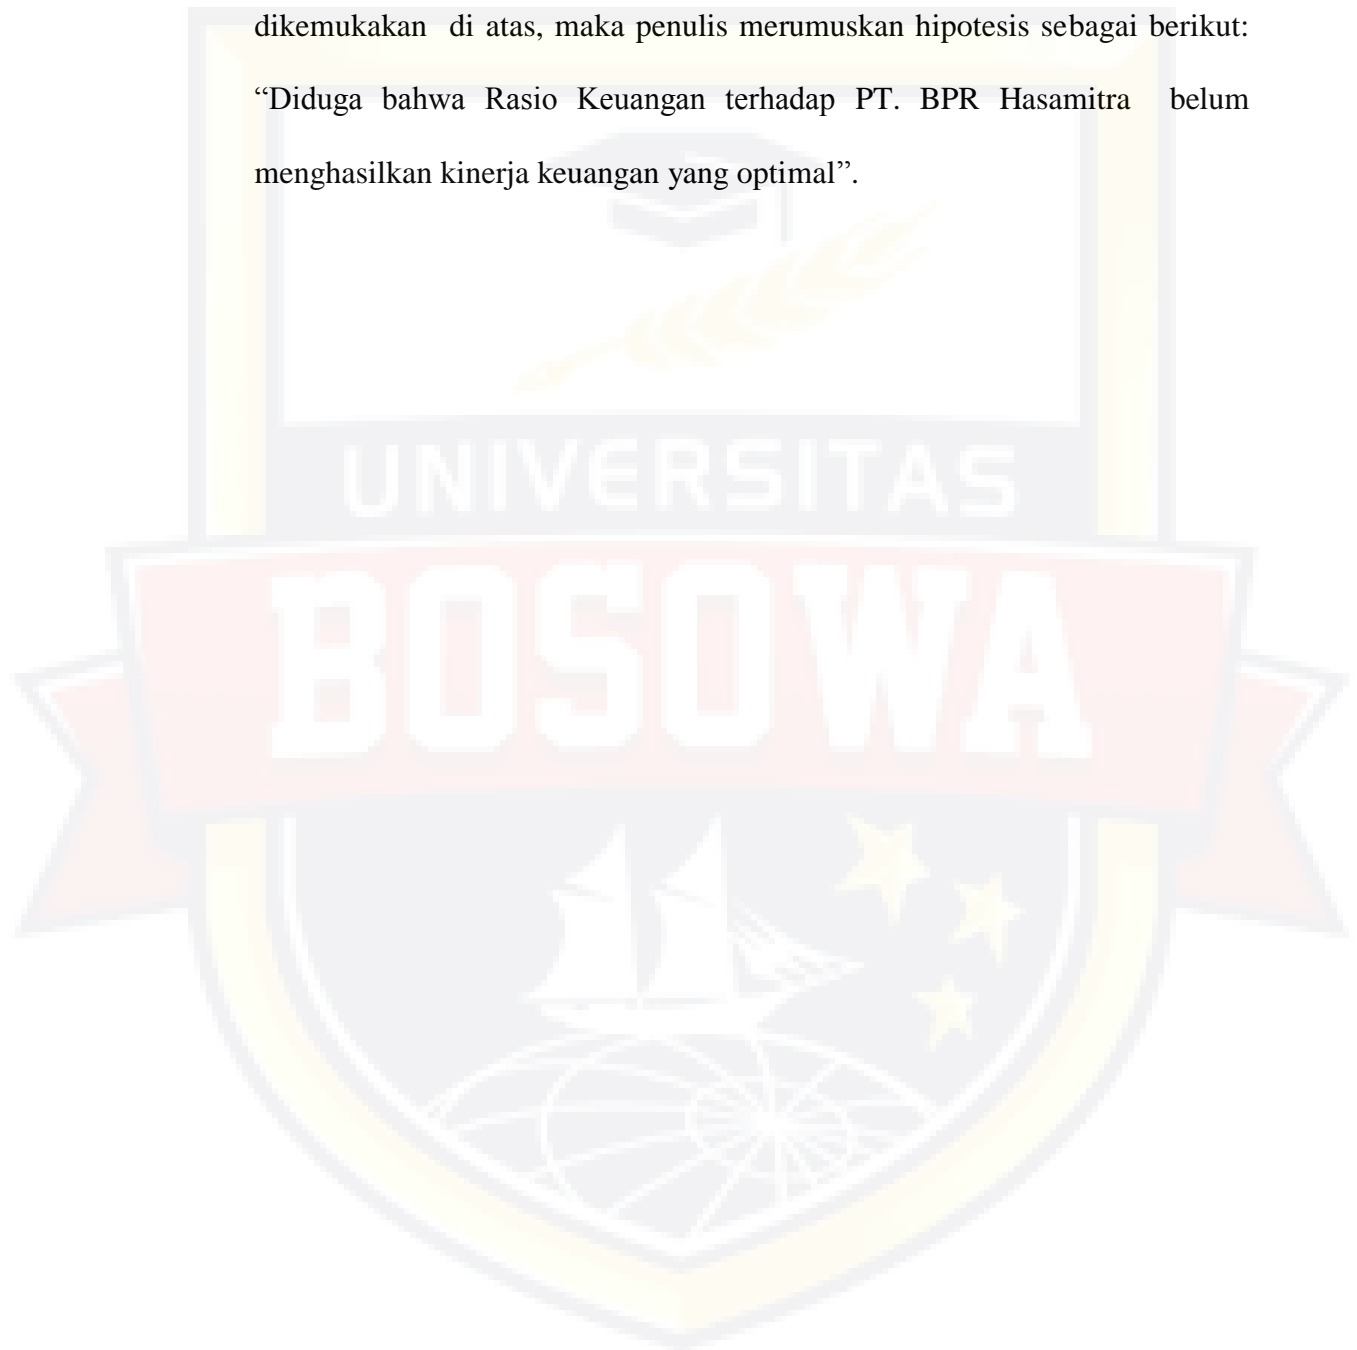 dikemukakan di atas, maka penulis merumuskan hipotesis sebagai berikut:
“Diduga bahwa Rasio Keuangan terhadap PT. BPR Hasamitra belum
menghasilkan kinerja keuangan yang optimal”.
UNIVERSITAS
BOSOWA